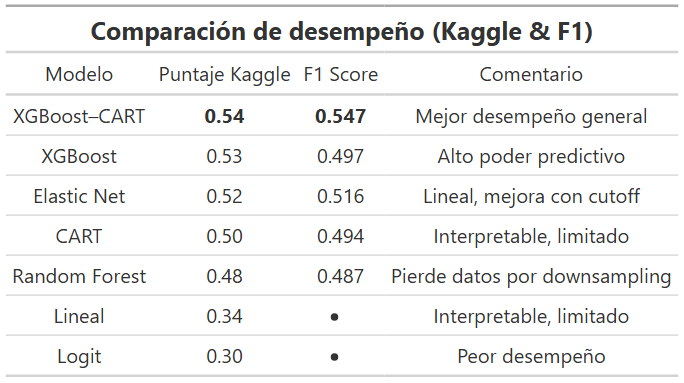 Comparación de desempeño (Kaggle & F1)
Modelo Puntaje Kaggle F1 Score Comentario
XGBoost–CART 0.54 0.547 Mejor desempeño general
XGBoost 0.53 0.497 Alto poder predictivo
Elastic Net 0.52 0.516 Lineal, mejora con cutoff
CART 0.50 0.494 Interpretable, limitado
Random Forest 0.48 0.487 Pierde datos por downsampling
Lineal 0.34 • Interpretable, limitado
Logit 0.30 • Peor desempeño